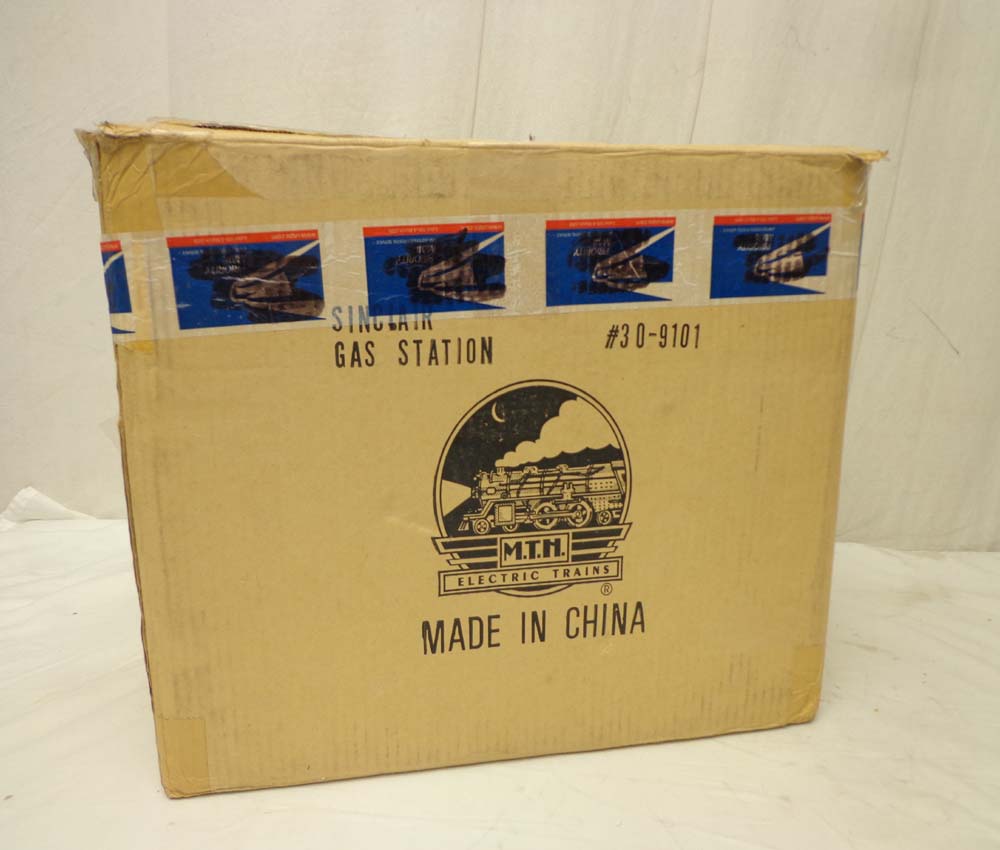 SINCLAIR
GAS STATION
#30-9101
M.T.H.
ELECTRIC TRAINS
®
MADE IN CHINA